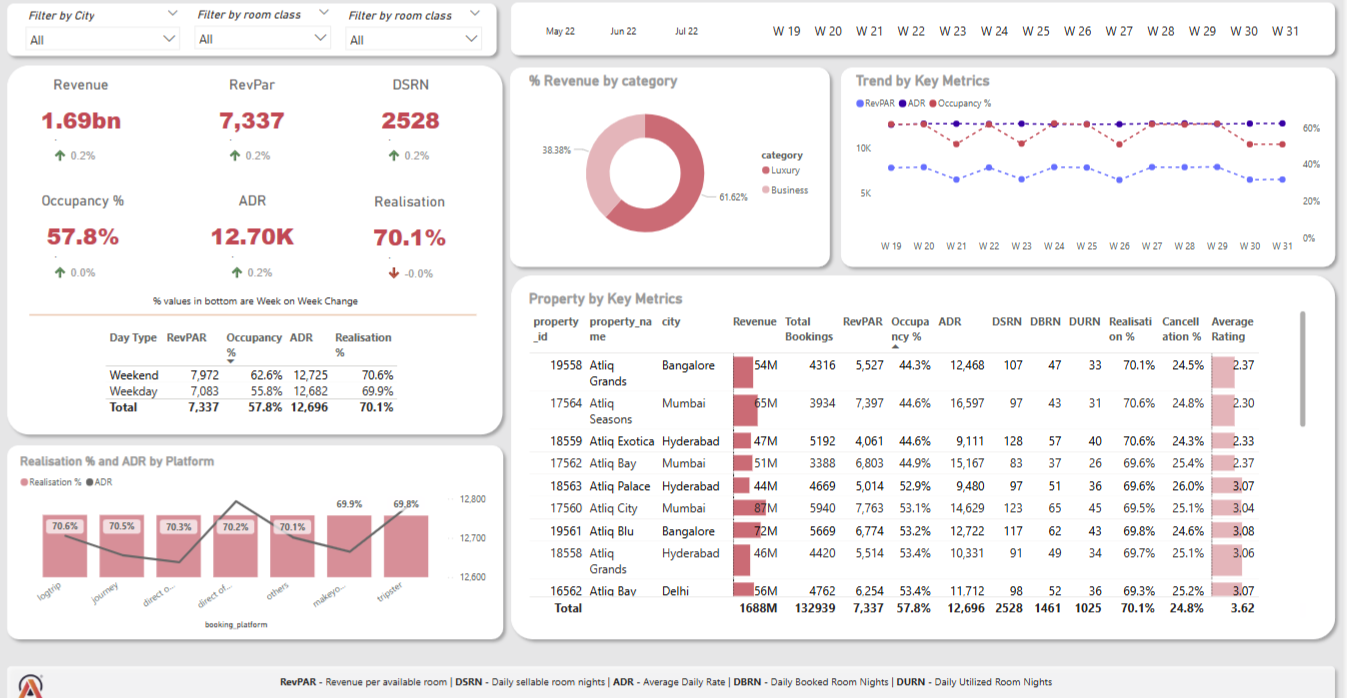 Filter by City
Filter by room class
Filter by room class
All
All
All
May 22 Jun 22 Jul 22 W 19 W 20 W 21 W 22 W 23 W 24 W 25 W 26 W 27 W 28 W 29 W 30 W 31
Revenue RevPar DSRN
1.69bn 7,337 2528
0.2% 0.2% 0.2%
Occupancy % ADR Realisation
57.8% 12.70K 70.1%
0.0% 0.2% -0.0%
% values in bottom are Week on Week Change
Day Type RevPAR Occupancy ADR Realisation
% %
Weekend 7,972 62.6% 12,725 70.6%
Weekday 7,083 55.8% 12,682 69.9%
Total 7,337 57.8% 12,696 70.1%
Realisation % and ADR by Platform
Realisation % ADR
70.6% 70.5% 70.3% 70.2% 70.1% 69.9% 69.8%
12,800
12,700
12,600
logtrip journey direct o... direct of... others makeyo... tripster
booking_platform
% Revenue by category
38.38%
61.62%
category
Luxury
Business
Trend by Key Metrics
RevPAR ADR Occupancy %
10K
5K
60%
40%
20%
0%
W 19 W 20 W 21 W 22 W 23 W 24 W 25 W 26 W 27 W 28 W 29 W 30 W 31
Property by Key Metrics
property property_na city Revenue Total RevPAR Occupa ADR DSRN DBRN DURN Realisati Cancell Average
_id me Bookings ncy % on % ation % Rating
19558 Atliq Bangalore 54M 4316 5,527 44.3% 12,468 107 47 33 70.1% 24.5% 2.37
Grands
17564 Atliq Mumbai 65M 3934 7,397 44.6% 16,597 97 43 31 70.6% 24.8% 2.30
Seasons
18559 Atliq Exotica Hyderabad 47M 5192 4,061 44.6% 9,111 128 57 40 70.6% 24.3% 2.33
17562 Atliq Bay Mumbai 51M 3388 6,803 44.9% 15,167 83 37 26 69.6% 25.4% 2.37
18563 Atliq Palace Hyderabad 44M 4669 5,014 52.9% 9,480 97 51 36 69.6% 26.0% 3.07
17560 Atliq City Mumbai 87M 5940 7,763 53.1% 14,629 123 65 45 69.5% 25.1% 3.04
19561 Atliq Blu Bangalore 72M 5669 6,774 53.2% 12,722 117 62 43 69.8% 24.6% 3.08
18558 Atliq Hyderabad 46M 4420 5,514 53.4% 10,331 91 49 34 69.7% 25.1% 3.06
Grands
16562 Atliq Bay Delhi 56M 4762 6,254 53.4% 11,712 98 52 36 69.3% 25.2% 3.07
Total 1688M 132939 7,337 57.8% 12,696 2528 1461 1025 70.1% 24.8% 3.62
RevPAR - Revenue per available room | DSRN - Daily sellable room nights | ADR - Average Daily Rate | DBRN - Daily Booked Room Nights | DURN - Daily Utilized Room Nights